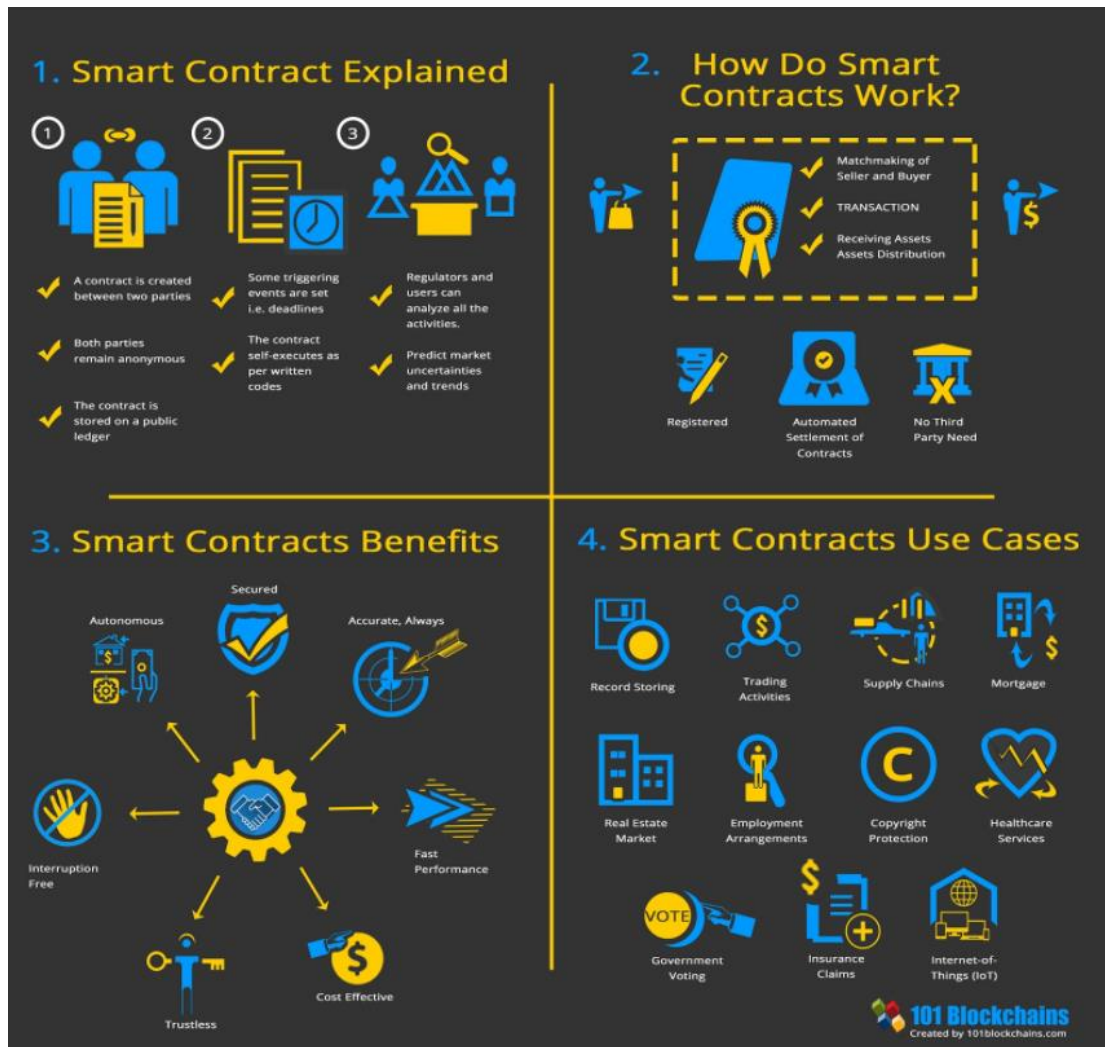 1. Smart Contract Explained
1
2
3
A contract is created
between two parties
Both parties
remain anonymous
The contract is
stored on a public
ledger
Some triggering
events are set
i.e. deadlines
The contract
self-executes as
per written
codes
Regulators and
users can
analyze all the
activities.
Predict market
uncertainties
and trends
2. How Do Smart
Contracts Work?
Matchmaking of
Seller and Buyer
TRANSACTION
Receiving Assets
Assets Distribution
$
Registered
Automated
Settlement of
Contracts
No Third
Party Need
3. Smart Contracts Benefits
Secured
Autonomous
$
Accurate, Always
Interruption
Free
Fast
Performance
Trustless
$
Cost Effective
4. Smart Contracts Use Cases
Record Storing
$
Trading
Activities
Supply Chains
$
Mortgage
Real Estate
Market
Employment
Arrangements
C
Copyright
Protection
Healthcare
Services
VOTE
Government
Voting
$
Insurance
Claims
Internet-of-
Things (IoT)
101 Blockchains
Created by 101blockchains.com